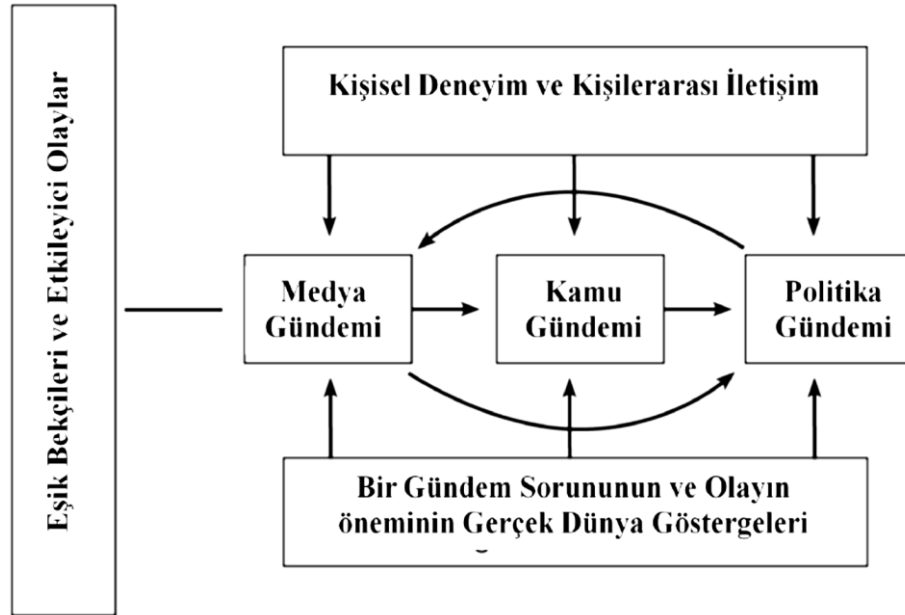 Eşik Bekçileri ve Etkileyici Olaylar
Kişisel Deneyim ve Kişilerarası İletişim
Medya
Gündemi
Kamu
Gündemi
Politika
Gündemi
Bir Gündem Sorununun ve Olayın
öneminin Gerçek Dünya Göstergeleri